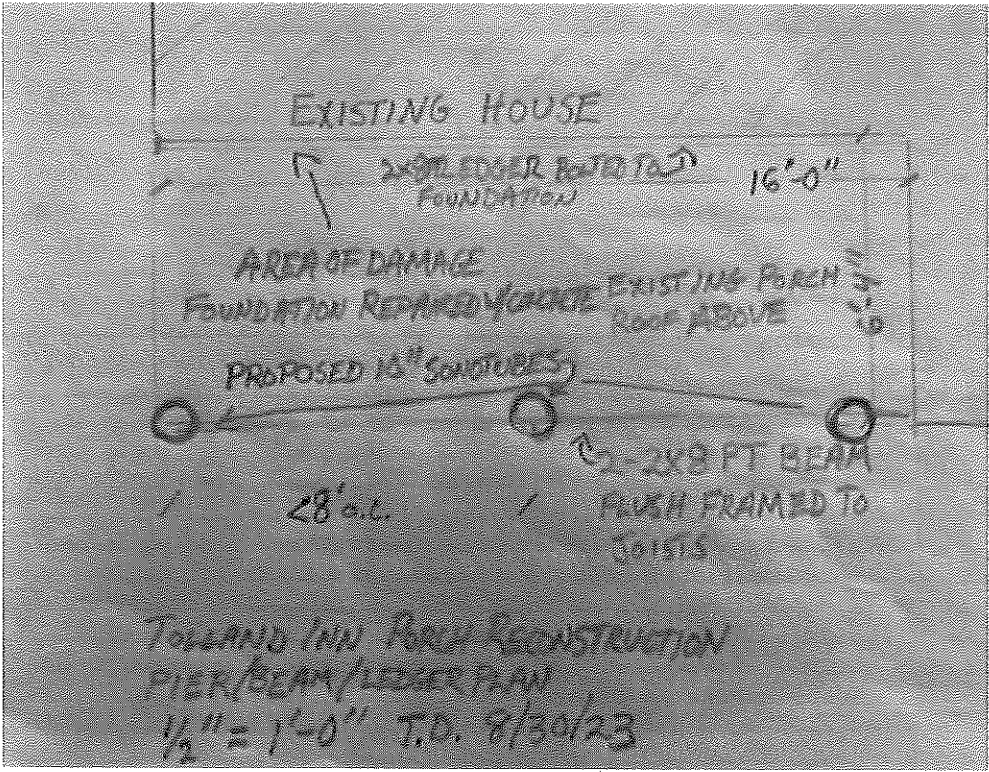 EXISTING HOUSE
2x8 PT LEDGER BOLTED TO
FOUNDATION
16'-0"
AREA OF DAMAGE
FOUNDATION REPAIRED W/
EXISTING PORCH
ROOF ABOVE
PROPOSED 10" SONOTUBES
2-2x8 PT BEAM
FLUSH FRAMED TO
JOISTS
<8' o.c.
TOLLAND INN PORCH RECONSTRUCTION
PIER/BEAM/LEDGER PLAN
1/2" = 1'-0" T.D. 8/30/23